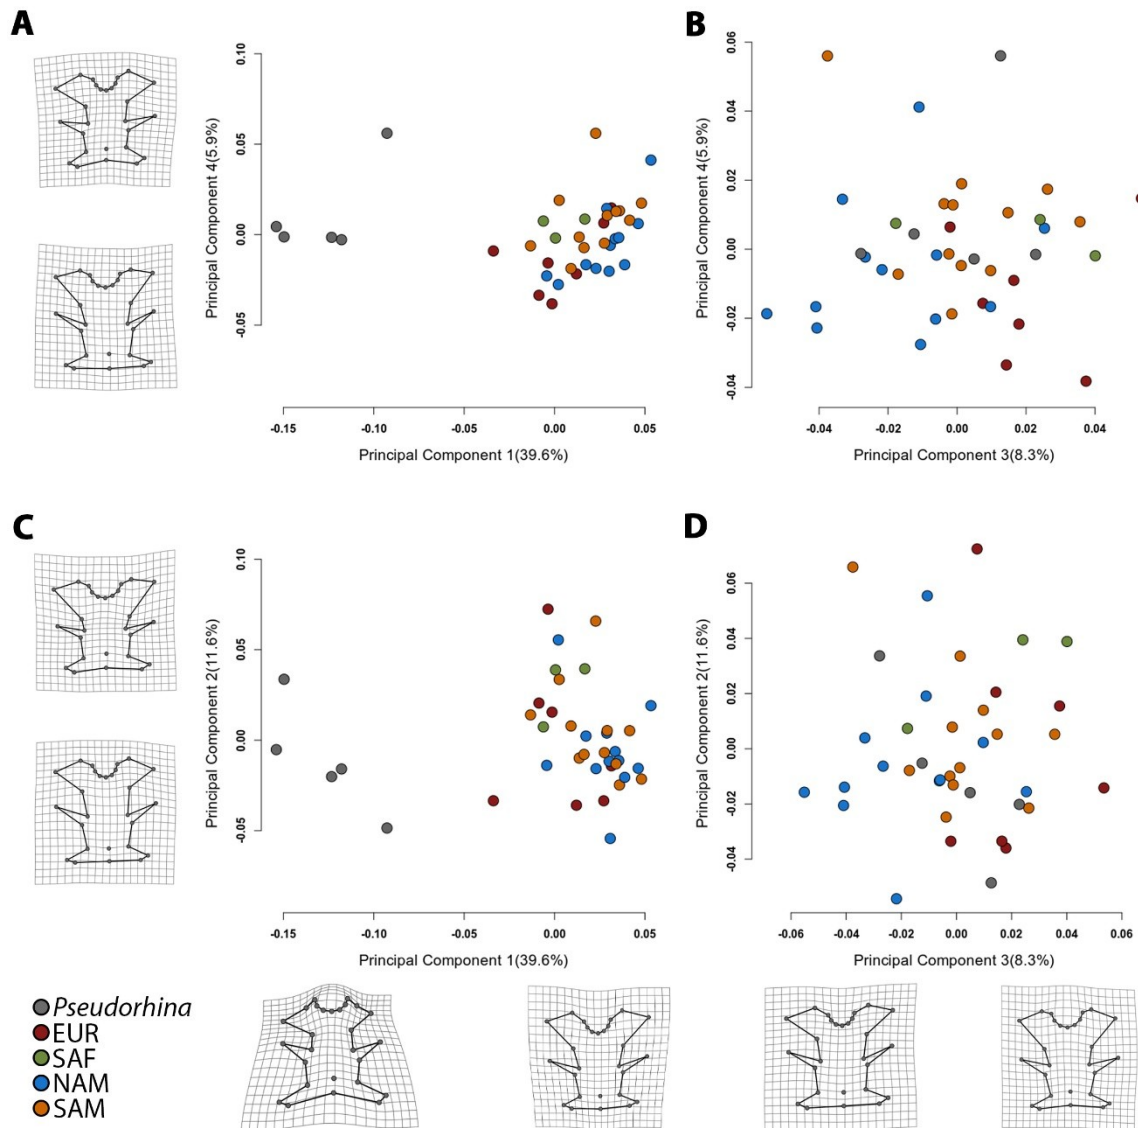 A
B
0.10
0.05
0.00
-0.05
Principal Component 4(5.9%)
-0.15
-0.10
-0.05
0.00
0.05
Principal Component 1(39.6%)
0.06
0.04
0.02
0.00
-0.02
-0.04
Principal Component 4(5.9%)
-0.04
-0.02
0.00
0.02
0.04
Principal Component 3(8.3%)
C
D
0.10
0.05
0.00
-0.05
Principal Component 2(11.6%)
-0.15
-0.10
-0.05
0.00
0.05
Principal Component 1(39.6%)
0.06
0.04
0.02
0.00
-0.02
-0.04
Principal Component 2(11.6%)
-0.06
-0.04
-0.02
0.00
0.02
0.04
0.06
Principal Component 3(8.3%)
Pseudorhina
EUR
SAF
NAM
SAM